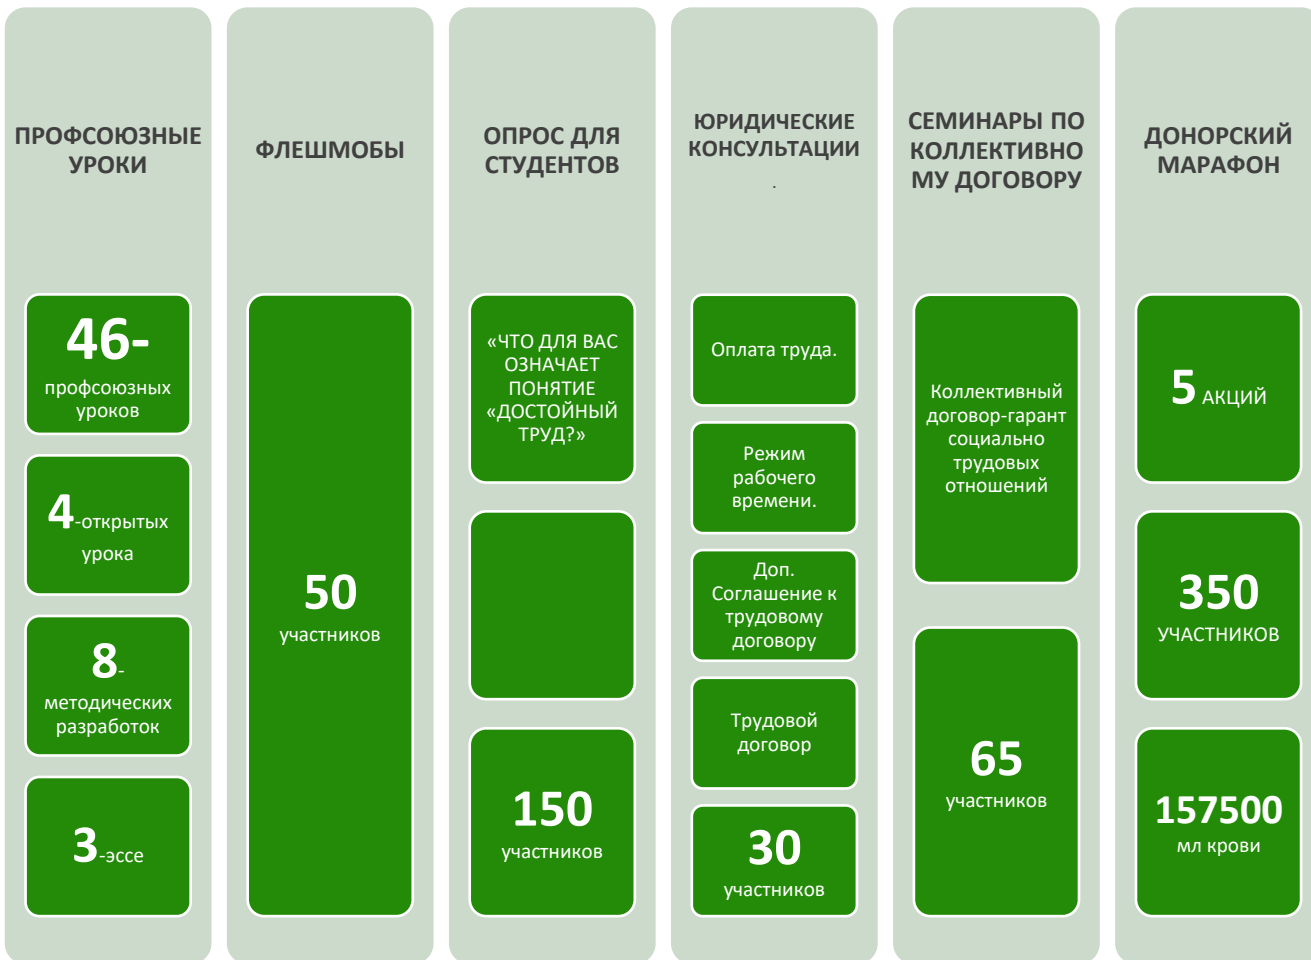 ПРОФСОЮЗНЫЕ
УРОКИ
46-
профсоюзных
уроков
4-открытых
урока
8-
методических
разработок
3-эссе
ФЛЕШМОБЫ
50
участников
ОПРОС ДЛЯ
СТУДЕНТОВ
«ЧТО ДЛЯ ВАС
ОЗНАЧАЕТ
ПОНЯТИЕ
«ДОСТОЙНЫЙ
ТРУД?»
150
участников
ЮРИДИЧЕСКИЕ
КОНСУЛЬТАЦИИ
.
Оплата труда.
Режим
рабочего
времени.
Доп.
Соглашение к
трудовому
договору
Трудовой
договор
30
участников
СЕМИНАРЫ ПО
КОЛЛЕКТИВНО
МУ ДОГОВОРУ
Коллективный
договор-гарант
социально
трудовых
отношений
65
участников
ДОНОРСКИЙ
МАРАФОН
5 АКЦИЙ
350
УЧАСТНИКОВ
157500
мл крови